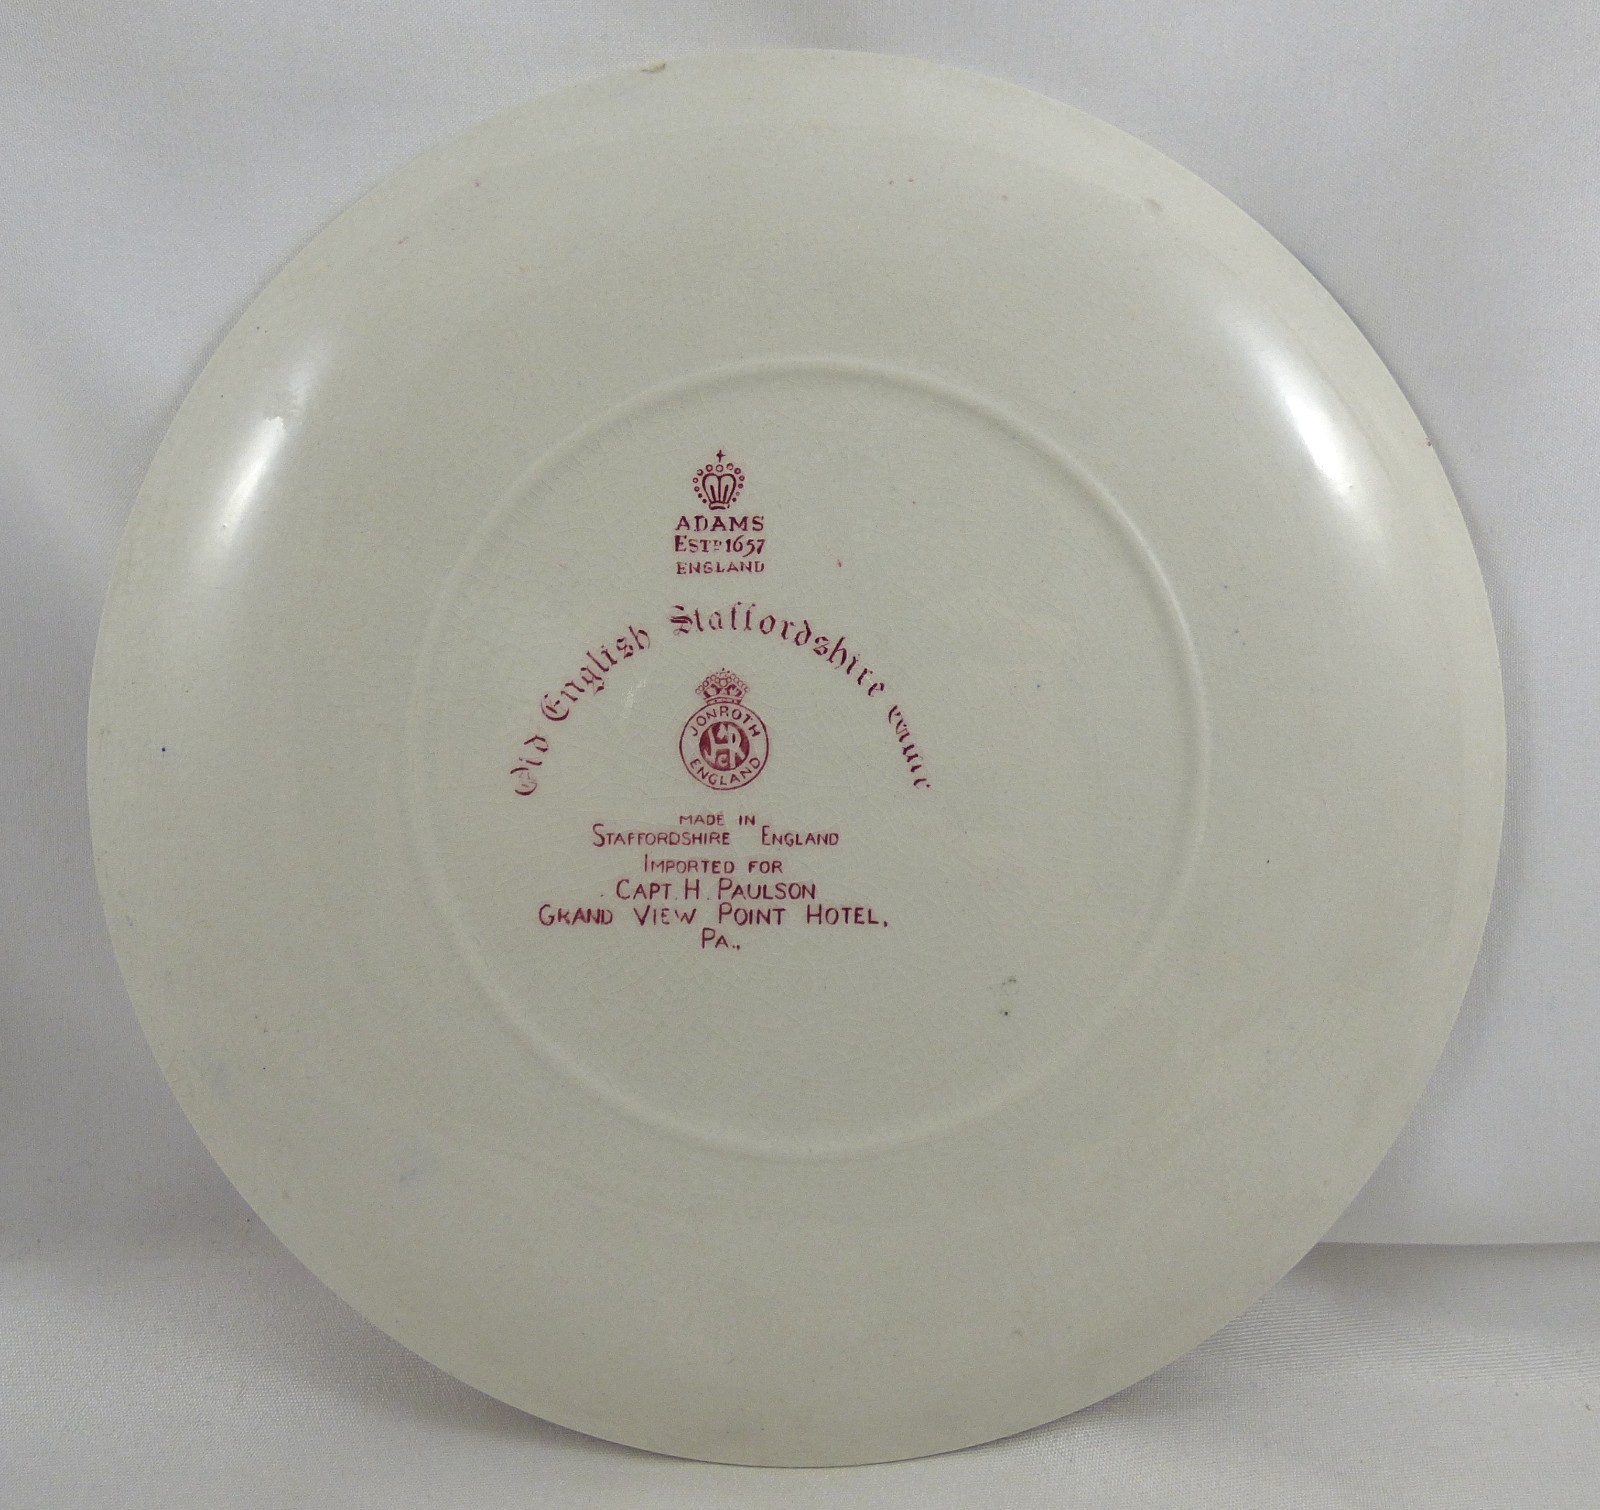 ADAMS
ESTD 1657
ENGLAND
Old English Staffordshire Ware
JONROTH
ENGLAND
MADE IN
STAFFORDSHIRE ENGLAND
IMPORTED FOR
CAPT. H. PAULSON
GRAND VIEW POINT HOTEL,
PA.,